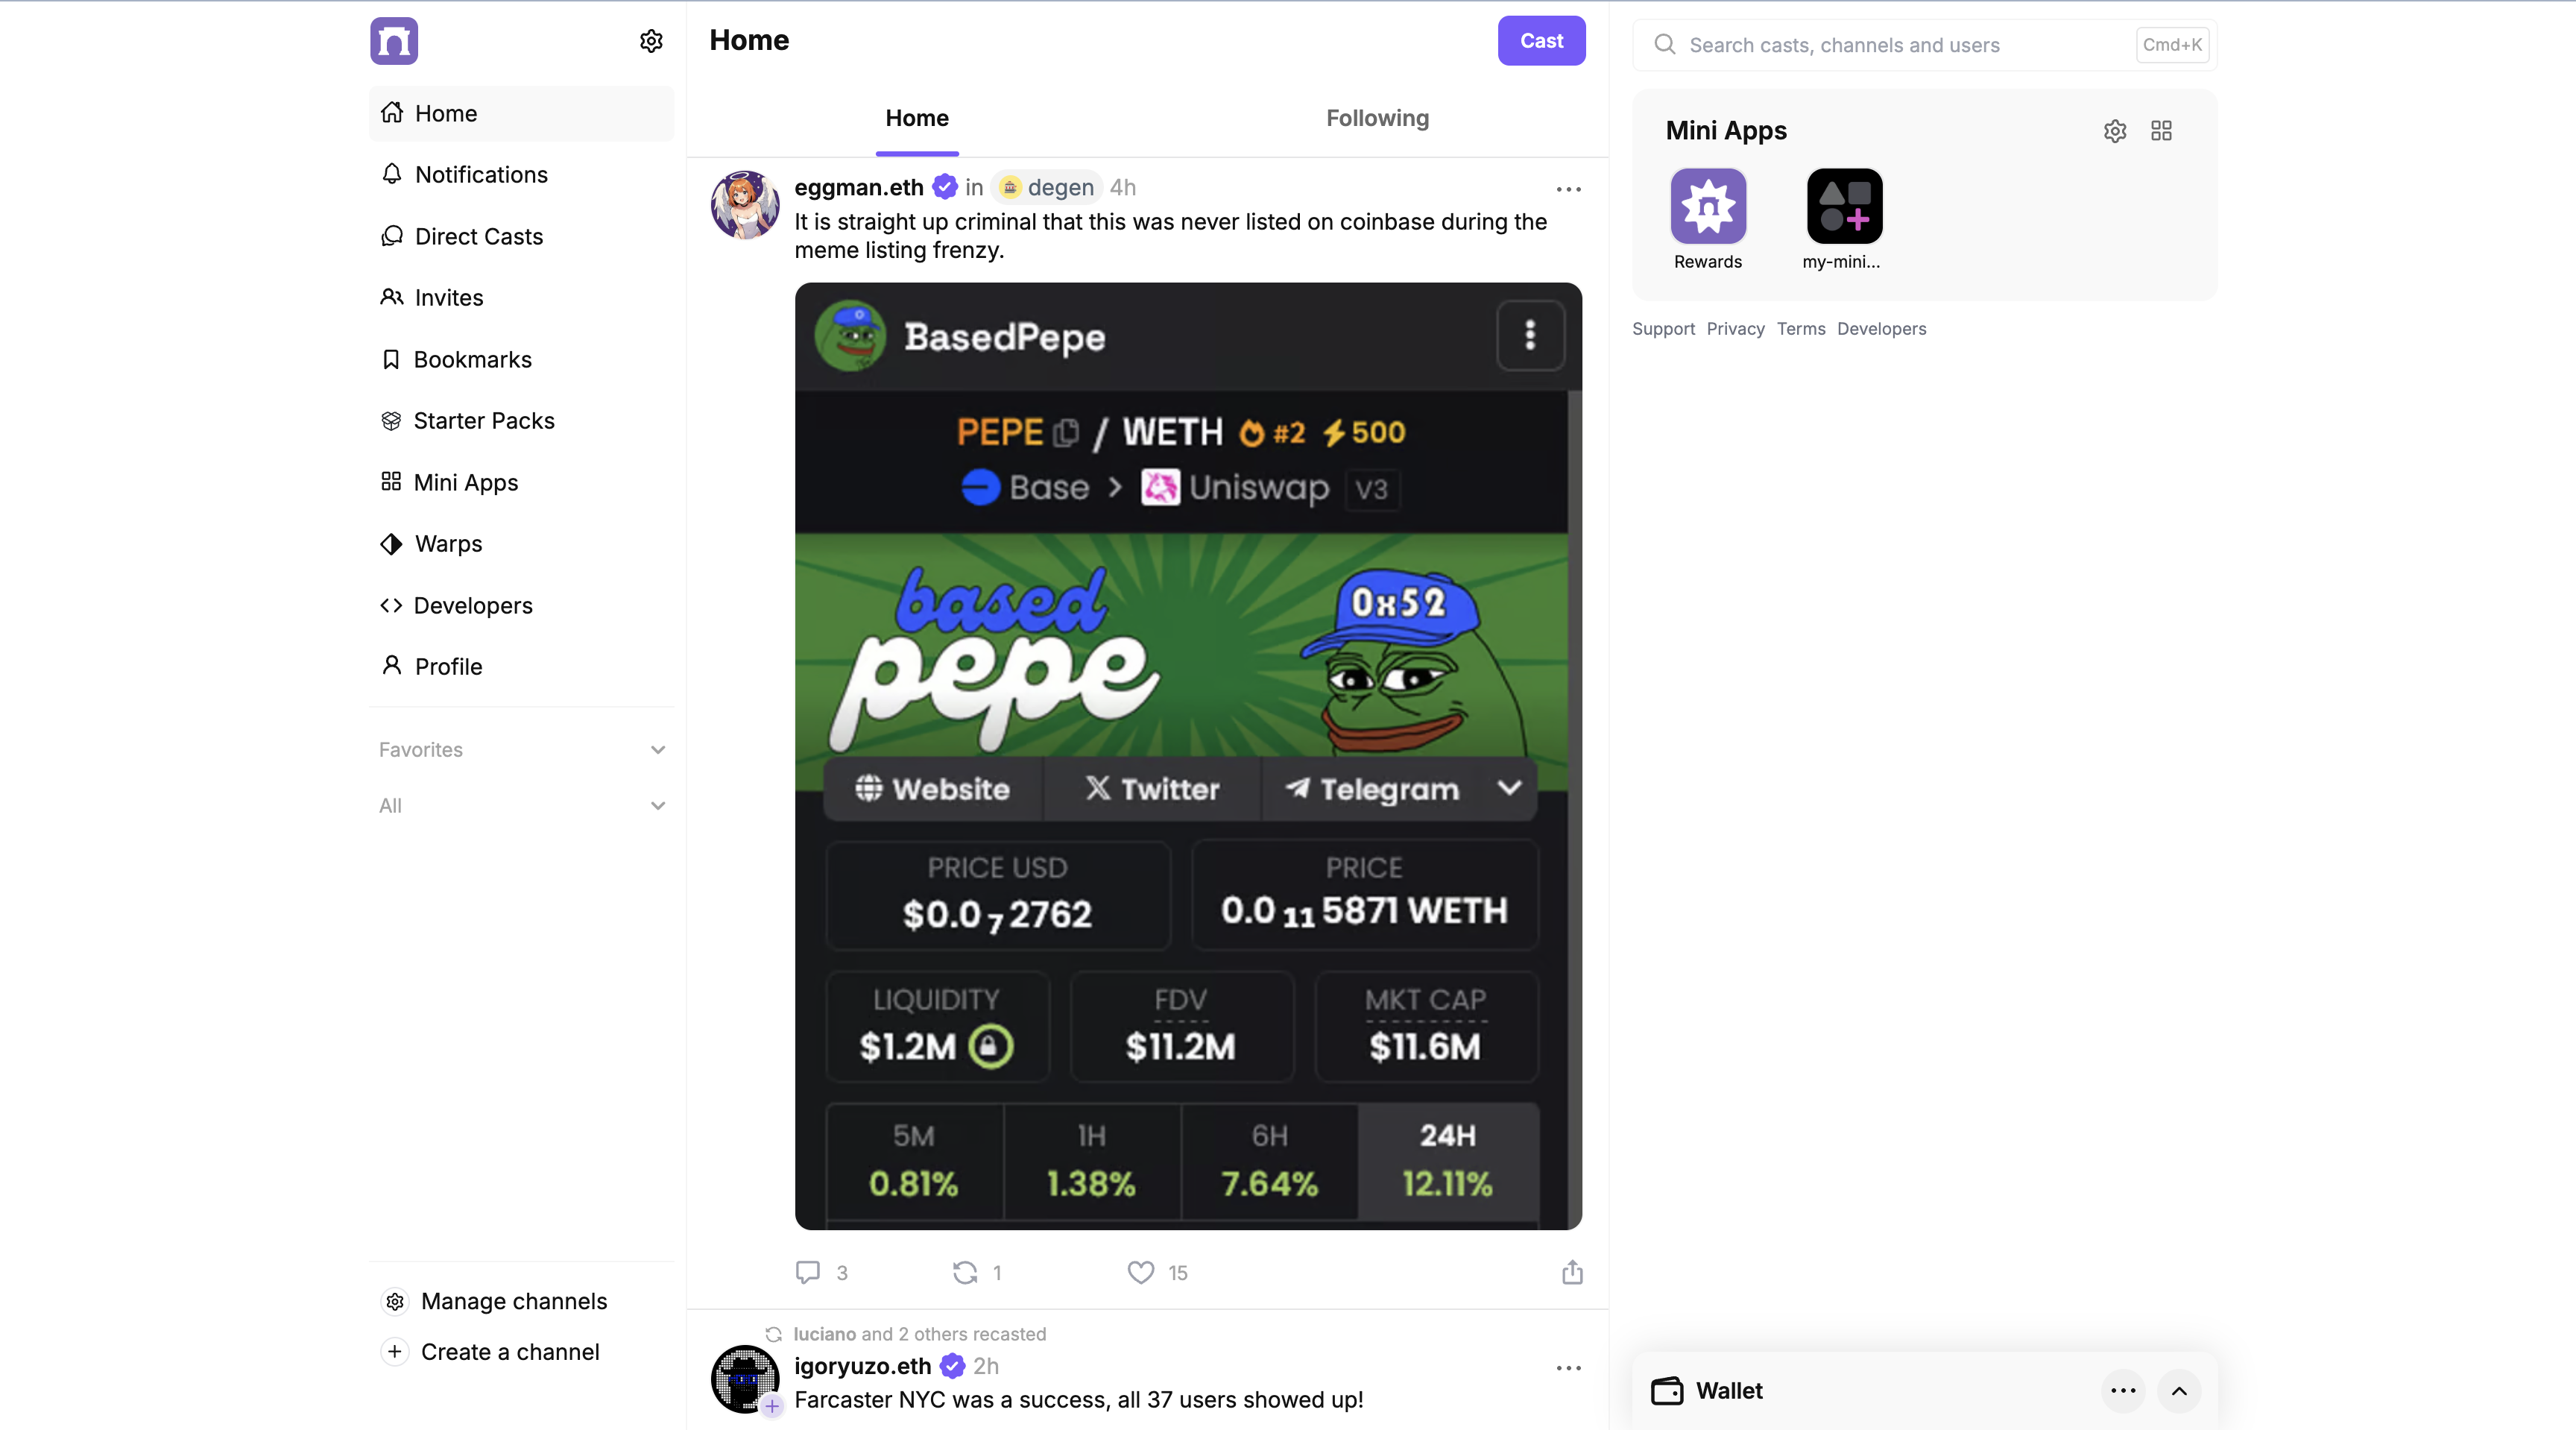 Home
Notifications
Direct Casts
Invites
Bookmarks
Starter Packs
Mini Apps
Warps
Developers
Profile
Favorites
All
Manage channels
Create a channel
Home
Cast
Home
Following
eggman.eth in degen 4h
It is straight up criminal that this was never listed on coinbase during the
meme listing frenzy.
BasedPepe
PEPE / WETH #2 500
Base > Uniswap V3
based
pepe
0x52
Website
Twitter
Telegram
PRICE USD
$0.0 7 2762
PRICE
0.0 11 5871 WETH
LIQUIDITY
$1.2M
FDV
$11.2M
MKT CAP
$11.6M
5M
0.81%
1H
1.38%
6H
7.64%
24H
12.11%
3
1
15
luciano and 2 others recasted
igoryuzo.eth 2h
Farcaster NYC was a success, all 37 users showed up!
Search casts, channels and users
Cmd+K
Mini Apps
Rewards
my-mini...
Support Privacy Terms Developers
Wallet